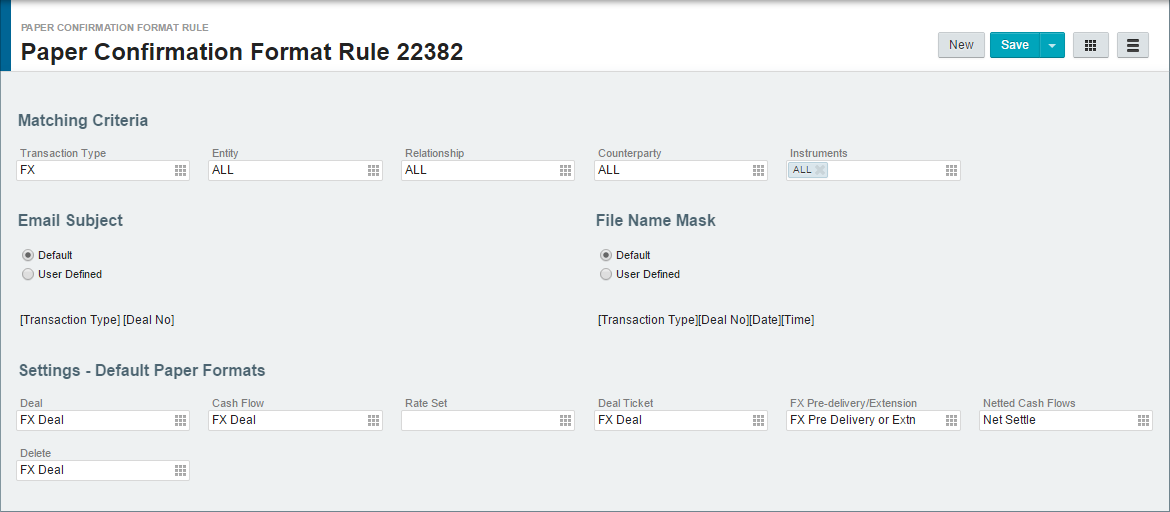 PAPER CONFIRMATION FORMAT RULE
Paper Confirmation Format Rule 22382
New Save
Matching Criteria
Transaction Type Entity Relationship Counterparty Instruments
FX ALL ALL ALL ALL
Email Subject File Name Mask
Default Default
User Defined User Defined
[Transaction Type] [Deal No] [Transaction Type][Deal No][Date][Time]
Settings - Default Paper Formats
Deal Cash Flow Rate Set Deal Ticket FX Pre-delivery/Extension Netted Cash Flows
FX Deal FX Deal FX Deal FX Pre Delivery or Extn Net Settle
Delete
FX Deal